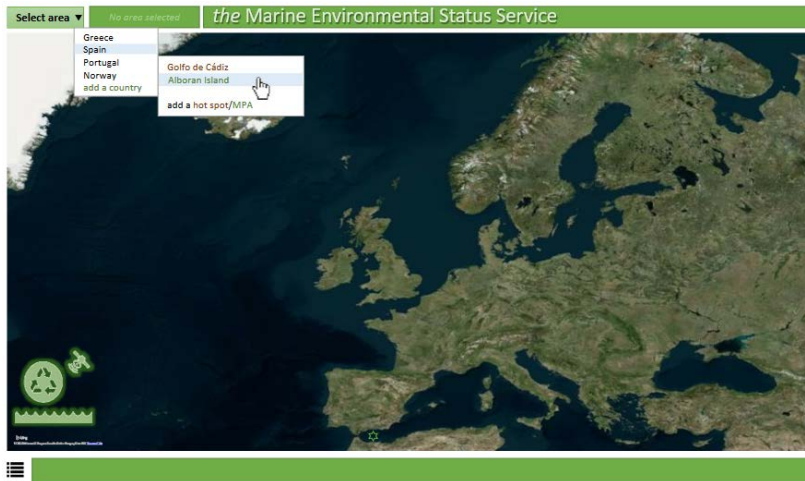 Select area ▼
No area selected
the Marine Environmental Status Service
Greece
Spain
Portugal
Norway
add a country
Golfo de Cádiz
Alboran Island
add a hot spot/MPA